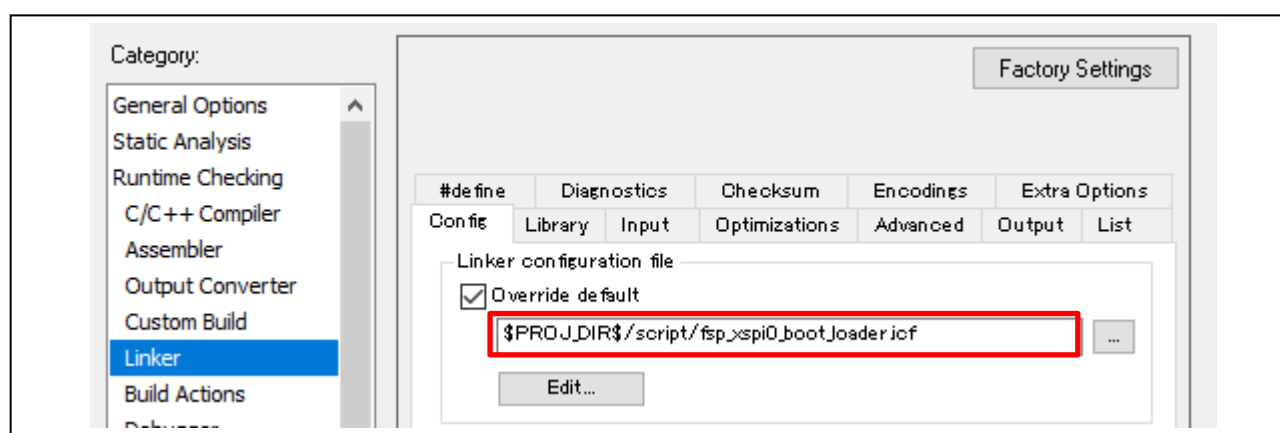 Category:
Factory Settings
General Options
Static Analysis
Runtime Checking
C/C++ Compiler
Assembler
Output Converter
Custom Build
Linker
Build Actions
Debugger
#define Diagnostics Checksum Encodings Extra Options
Config Library Input Optimizations Advanced Output List
Linker configuration file
Override default
$PROJ_DIR$/script/fsp_xspi0_boot_loader.icf
...
Edit...